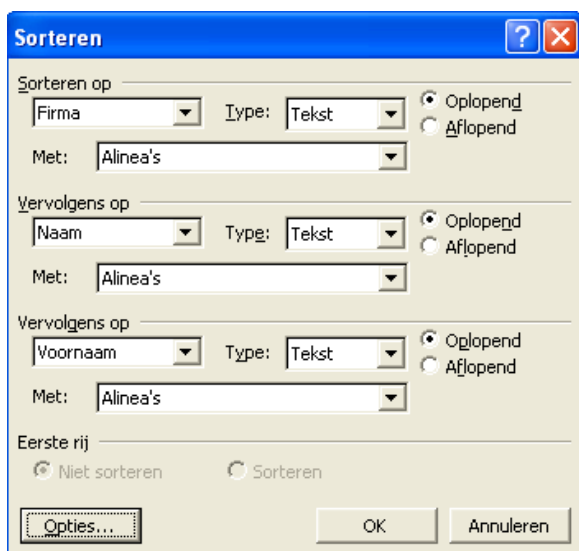 Sorteren
Sorteren op
Firma Type: Tekst Oplopend
Aflopend
Met: Alinea's
Vervolgens op
Naam Type: Tekst Oplopend
Aflopend
Met: Alinea's
Vervolgens op
Voornaam Type: Tekst Oplopend
Aflopend
Met: Alinea's
Eerste rij
Niet sorteren Sorteren
Opties... OK Annuleren